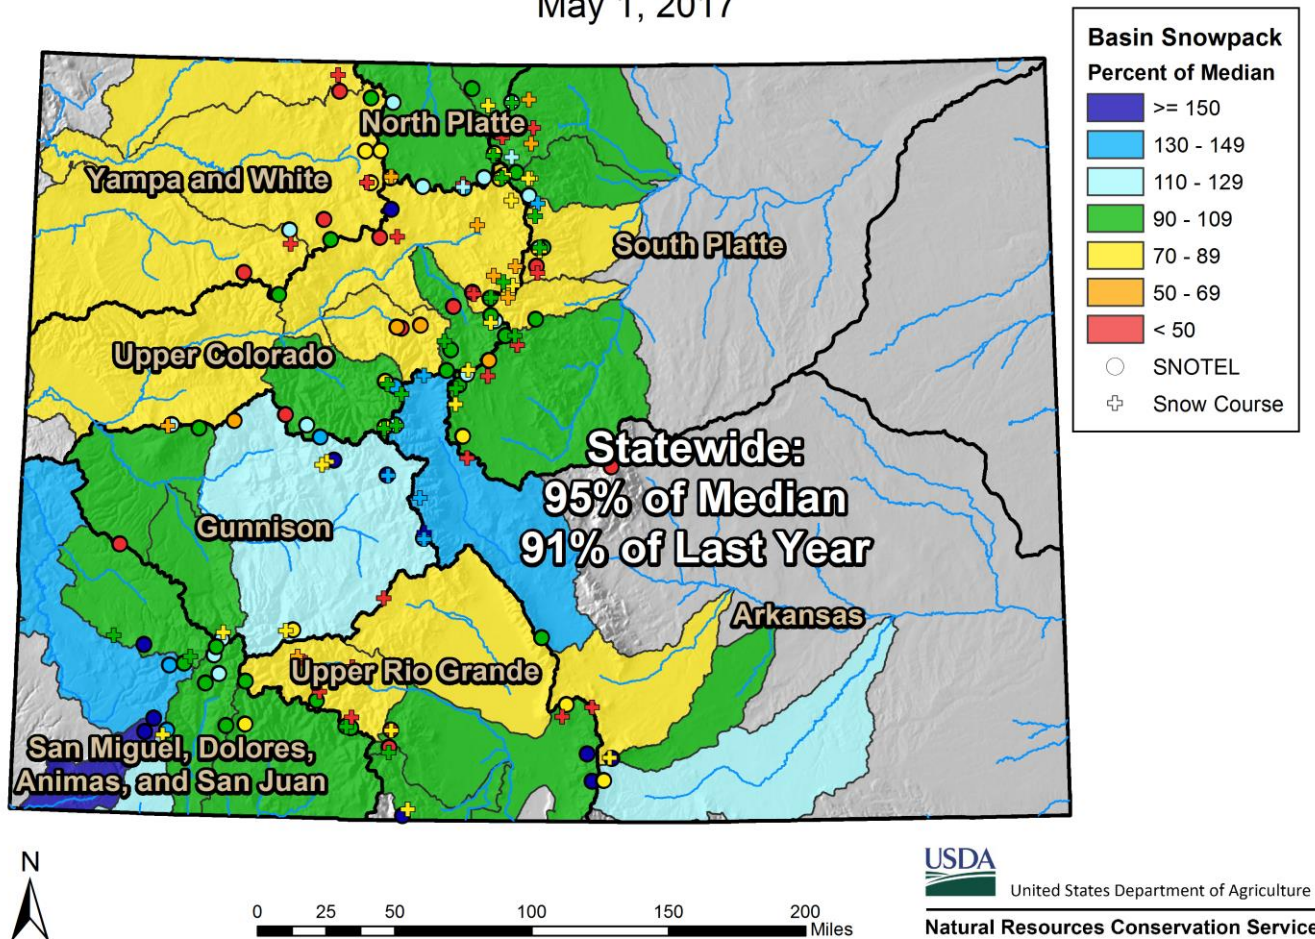 May 1, 2017
Basin Snowpack
Percent of Median
>= 150
130 - 149
110 - 129
90 - 109
70 - 89
50 - 69
< 50
SNOTEL
Snow Course
North Platte
Yampa and White
South Platte
Upper Colorado
Statewide:
95% of Median
91% of Last Year
Gunnison
Arkansas
Upper Rio Grande
San Miguel, Dolores,
Animas, and San Juan
N
0 25 50 100 150 200
Miles
USDA
United States Department of Agriculture
Natural Resources Conservation Service